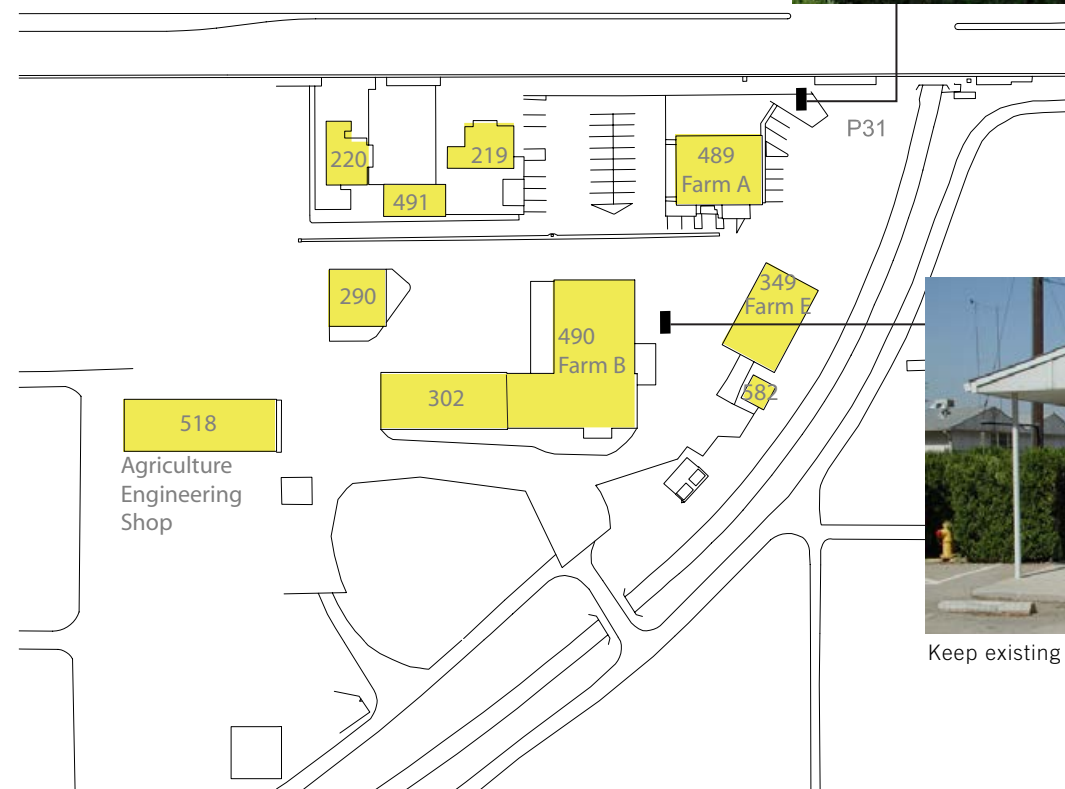 P31
220
219
489
Farm A
491
290
349
Farm E
490
Farm B
582
302
518
Agriculture
Engineering
Shop
Keep existing